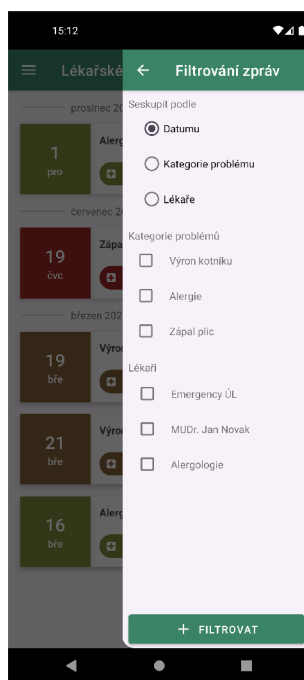 15:12
Lékařské
Filtrování zpráv
Seskupit podle
Datumu
Kategorie problému
Lékaře
Kategorie problémů
Výron kotníku
Alergie
Zápal plic
Lékaři
Emergency ÚL
MUDr. Jan Novak
Alergologie
FILTROVAT
prosinec 20
1
pro
Alerg
červenec 2
19
čvc
Zápa
březen 202
19
bře
Výro
21
bře
Výro
16
bře
Alerg